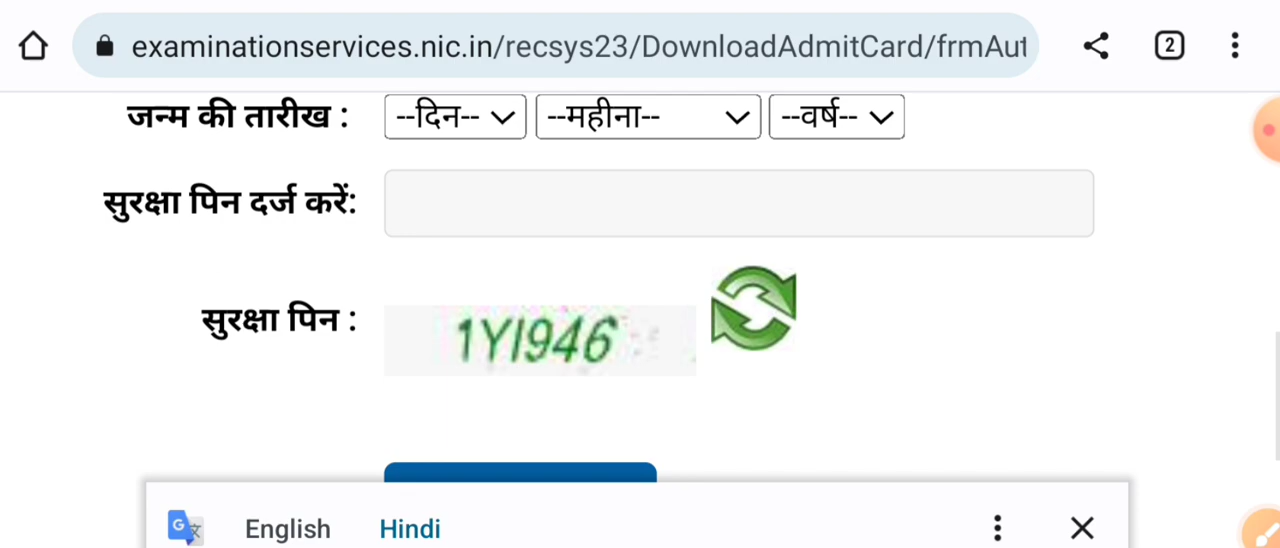 examinationservices.nic.in/recsys23/DownloadAdmitCard/frmAut
2
जन्म की तारीख :
--दिन--
--महीना--
--वर्ष--
सुरक्षा पिन दर्ज करें:
सुरक्षा पिन :
1YI946
English
Hindi